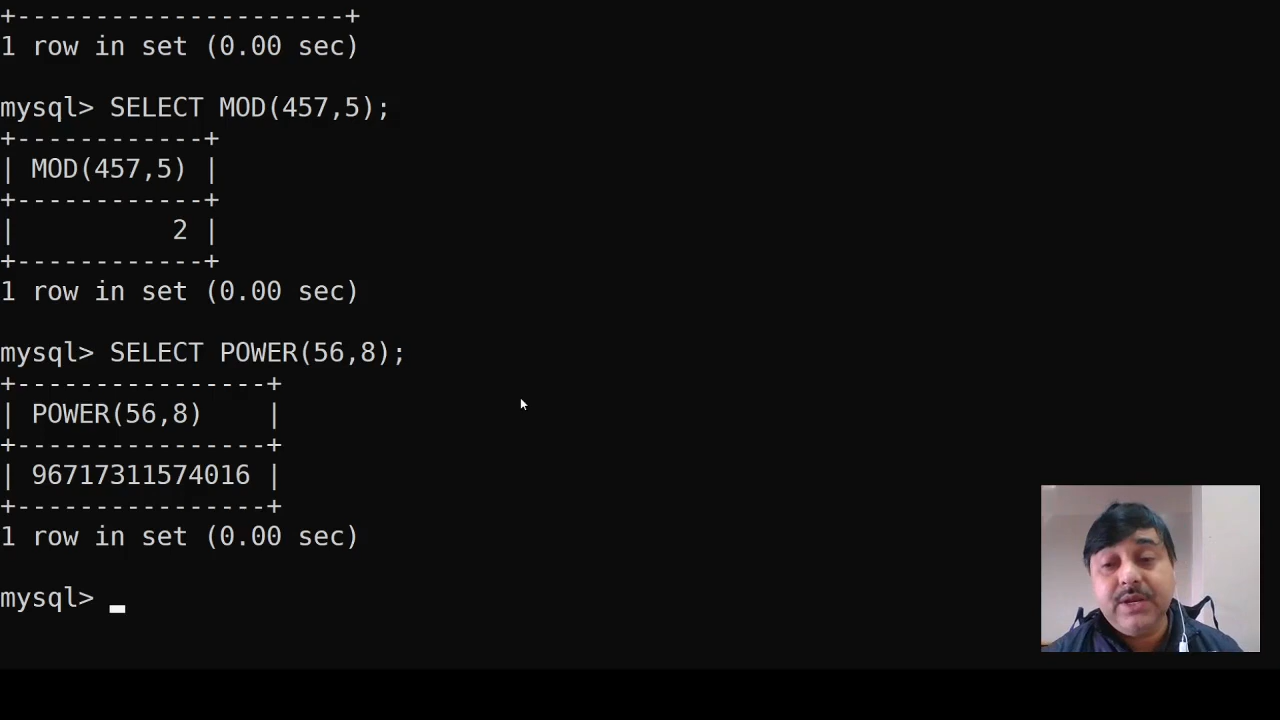 +---------------------+
1 row in set (0.00 sec)
mysql> SELECT MOD(457,5);
+------------+
| MOD(457,5) |
+------------+
|          2 |
+------------+
1 row in set (0.00 sec)
mysql> SELECT POWER(56,8);
+----------------+
| POWER(56,8)    |
+----------------+
| 96717311574016 |
+----------------+
1 row in set (0.00 sec)
mysql> _